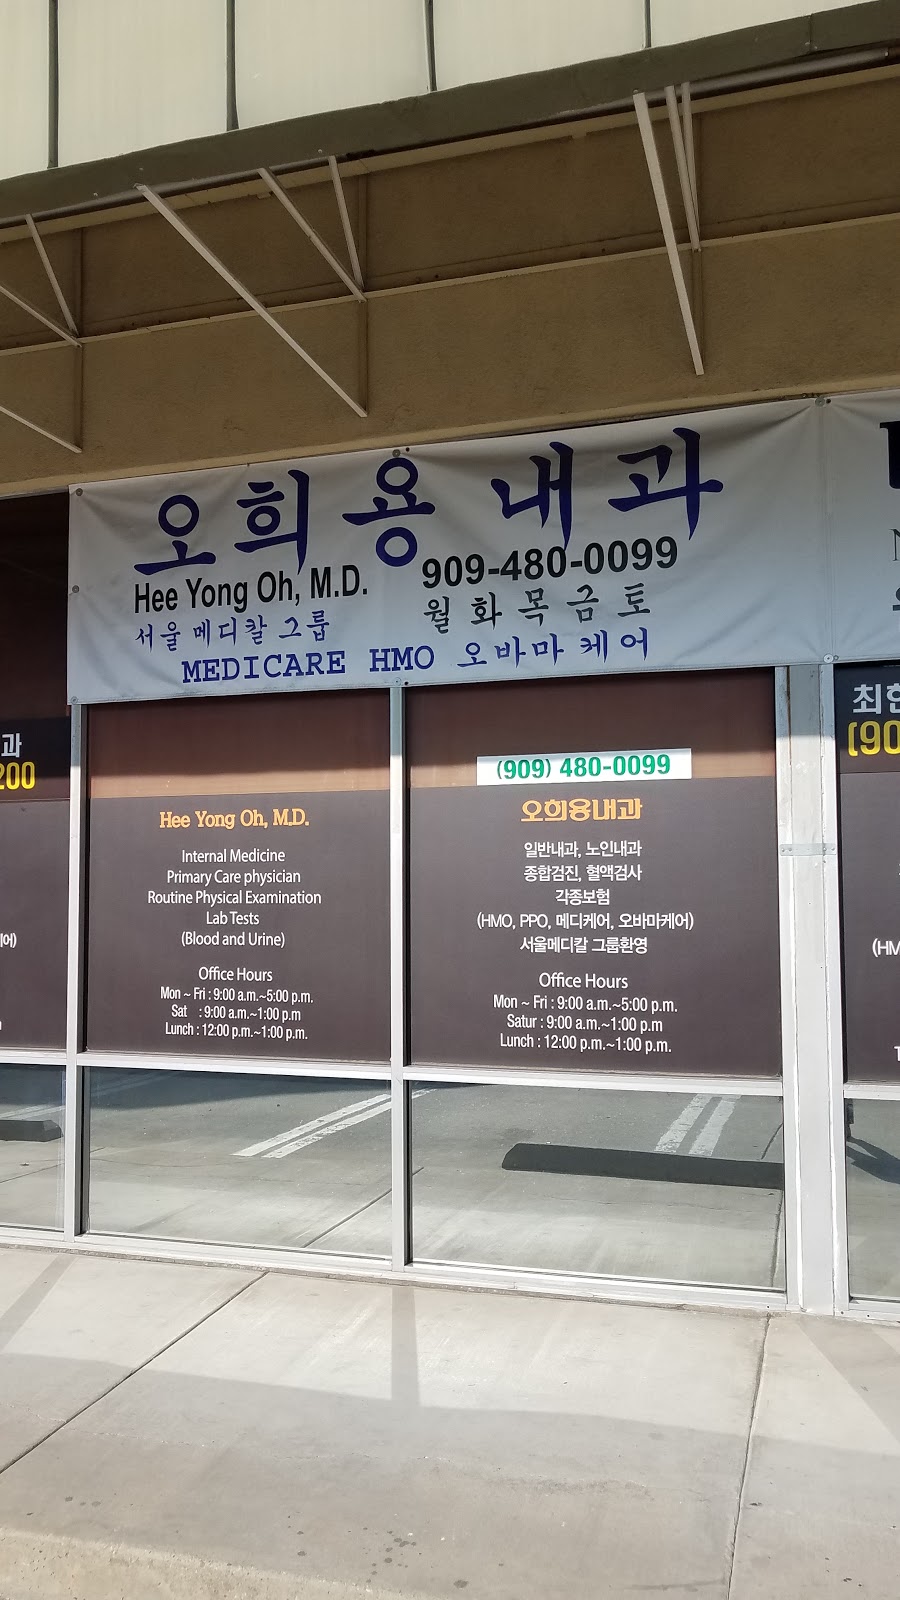 오희용 내과
Hee Yong Oh, M.D.
909-480-0099
서울 메디칼 그룹
월 화 목 금 토
MEDICARE HMO 오바마 케어
과
200
Hee Yong Oh, M.D.
Internal Medicine
Primary Care physician
Routine Physical Examination
Lab Tests
(Blood and Urine)
Office Hours
Mon ~ Fri : 9:00 a.m.~5:00 p.m.
Sat : 9:00 a.m.~1:00 p.m
Lunch : 12:00 p.m.~1:00 p.m.
(909) 480-0099
오희용내과
일반내과, 노인내과
종합검진, 혈액검사
각종보험
(HMO, PPO, 메디케어, 오바마케어)
서울메디칼 그룹환영
Office Hours
Mon ~ Fri : 9:00 a.m.~5:00 p.m.
Satur : 9:00 a.m.~1:00 p.m
Lunch : 12:00 p.m.~1:00 p.m.
(90
(HM